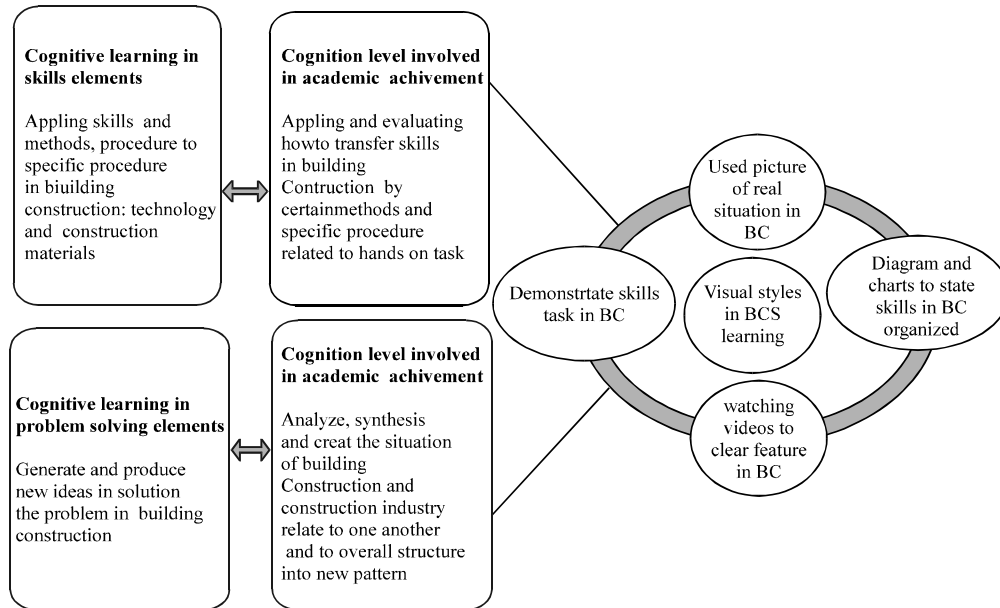 Cognitive learning in
skills elements
Appling skills and
methods, procedure to
specific procedure
in biuilding
construction: technology
and construction
materials
Cognition level involved
in academic achivement
Appling and evaluating
howto transfer skills
in building
Contruction by
certainmethods and
specific procedure
related to hands on task
Cognitive learning in
problem solving elements
Generate and produce
new ideas in solution
the problem in building
construction
Cognition level involved
in academic achivement
Analyze, synthesis
and creat the situation
of building
Construction and
construction industry
relate to one another
and to overall structure
into new pattern
Used picture
of real
situation in
BC
Demonstrtate skills
task in BC
Visual styles
in BCS
learning
Diagram and
charts to state
skills in BC
organized
watching
videos to
clear feature
in BC